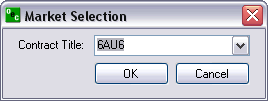 Market Selection
Contract Title: 6AU6
OK Cancel